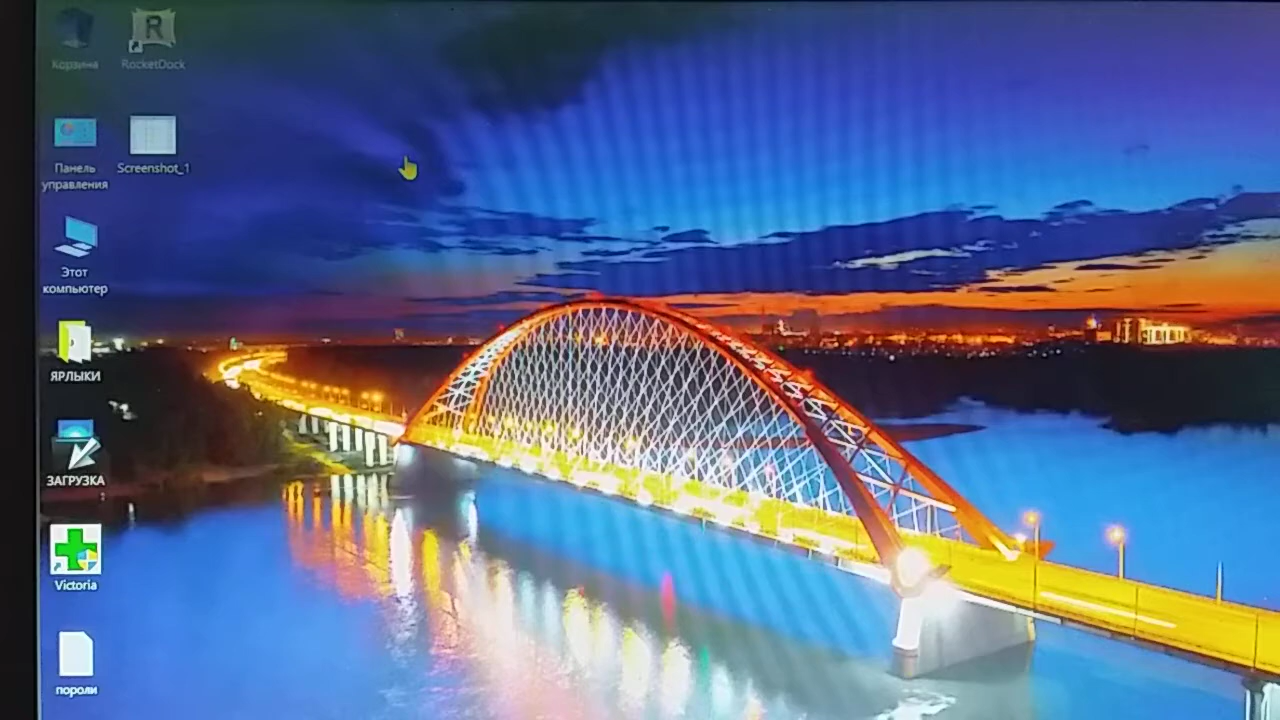 Корзина
RocketDock
Панель
управления
Screenshot_1
Этот
компьютер
ЯРЛЫКИ
ЗАГРУЗКА
Victoria
пороли